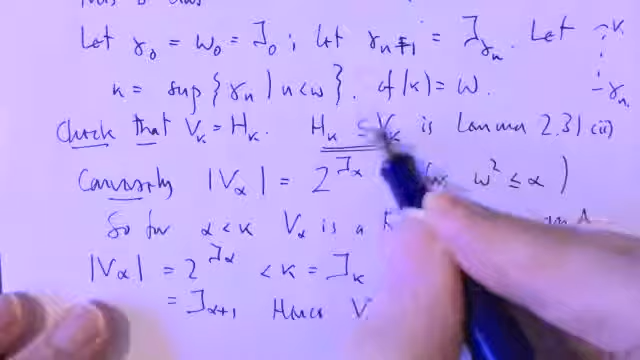 Let γ₀ = ω₀ = ℶ₀; let γₙ₊₁ = ℶ_γₙ. Let
κ = sup{γₙ | n<ω}. cf(κ) = ω. - γₙ.
Check that V_κ = H_κ. H_κ ≤ V_κ is Lemma 2.31 (ii)
Conversely |V_α| = 2^ℶ_α ω² ≤ α)
So for α < κ V_α is a
|V_α| = 2^ℶ_α < κ = ℶ_κ
= ℶ_α+1 Hence V